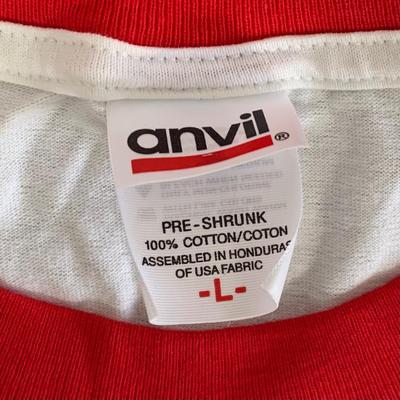 anvil®
PRE-SHRUNK
100% COTTON/COTON
ASSEMBLED IN HONDURAS
OF USA FABRIC
-L-